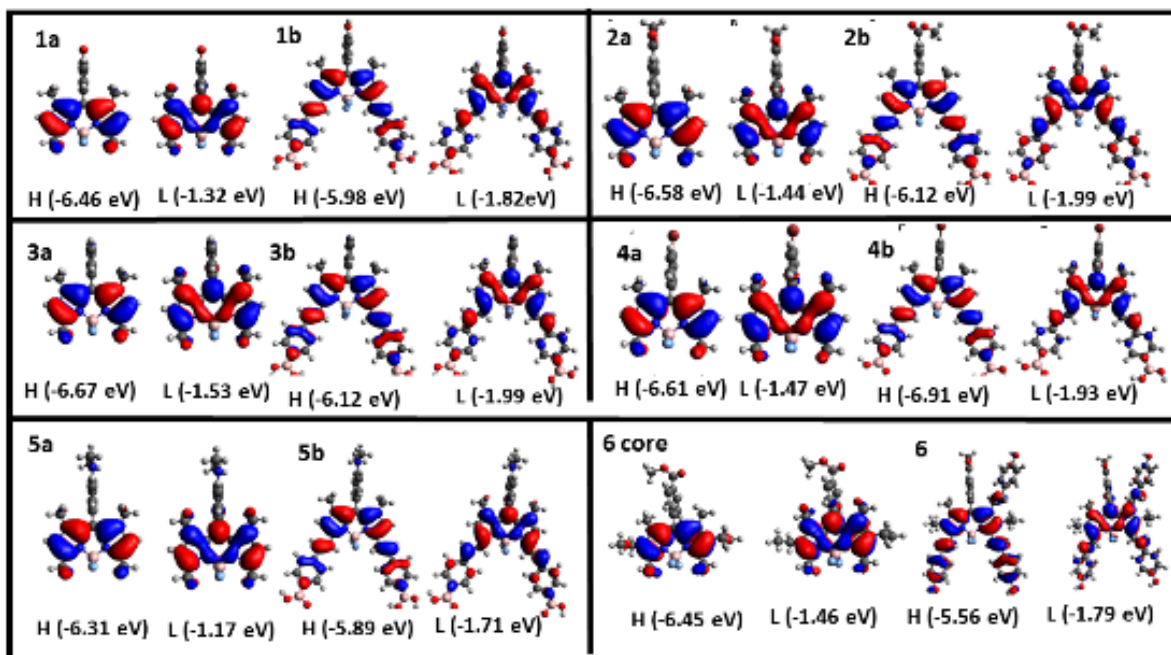 1a 1b
H (-6.46 eV) L (-1.32 eV) H (-5.98 eV) L (-1.82eV)
2a 2b
H (-6.58 eV) L (-1.44 eV) H (-6.12 eV) L (-1.99 eV)
3a 3b
H (-6.67 eV) L (-1.53 eV) H (-6.12 eV) L (-1.99 eV)
4a 4b
H (-6.61 eV) L (-1.47 eV) H (-6.91 eV) L (-1.93 eV)
5a 5b
H (-6.31 eV) L (-1.17 eV) H (-5.89 eV) L (-1.71 eV)
6 core 6
H (-6.45 eV) L (-1.46 eV) H (-5.56 eV) L (-1.79 eV)